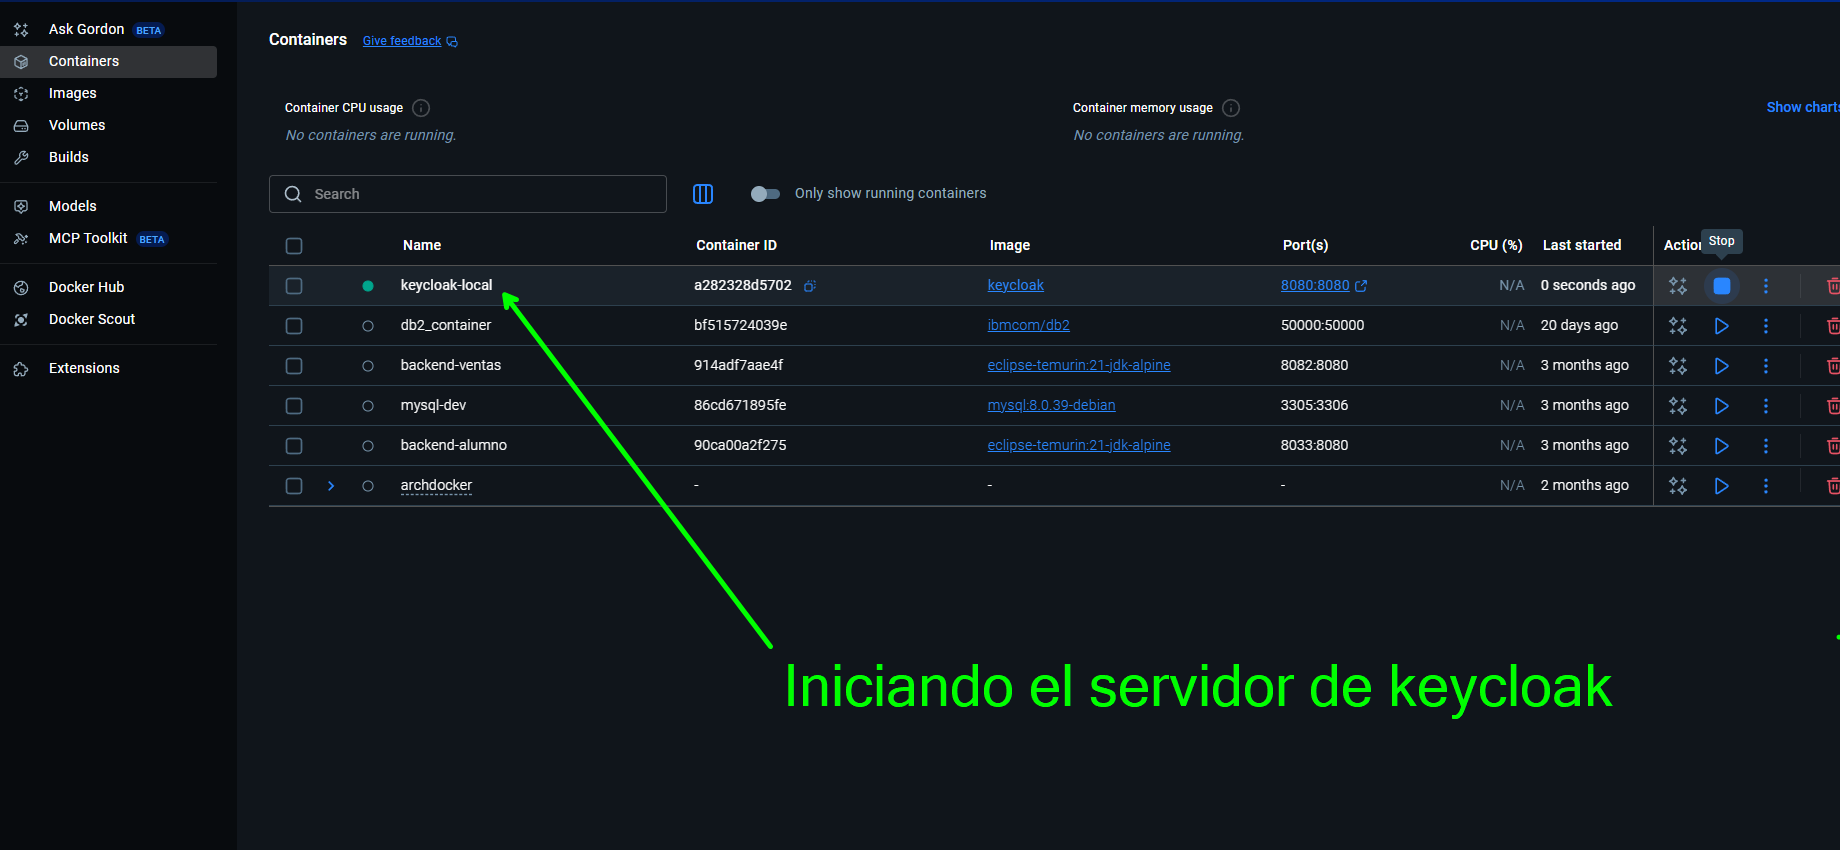 Ask Gordon BETA
Containers
Images
Volumes
Builds
Models
MCP Toolkit BETA
Docker Hub
Docker Scout
Extensions
Containers Give feedback
Container CPU usage
No containers are running.
Container memory usage
No containers are running.
Show charts
Search
Only show running containers
Name Container ID Image Port(s) CPU (%) Last started Action
Stop
keycloak-local a282328d5702 keycloak 8080:8080 N/A 0 seconds ago
db2_container bf515724039e ibmcom/db2 50000:50000 N/A 20 days ago
backend-ventas 914adf7aae4f eclipse-temurin:21-jdk-alpine 8082:8080 N/A 3 months ago
mysql-dev 86cd671895fe mysql:8.0.39-debian 3305:3306 N/A 3 months ago
backend-alumno 90ca00a2f275 eclipse-temurin:21-jdk-alpine 8033:8080 N/A 3 months ago
archdocker - - - N/A 2 months ago
Iniciando el servidor de keycloak